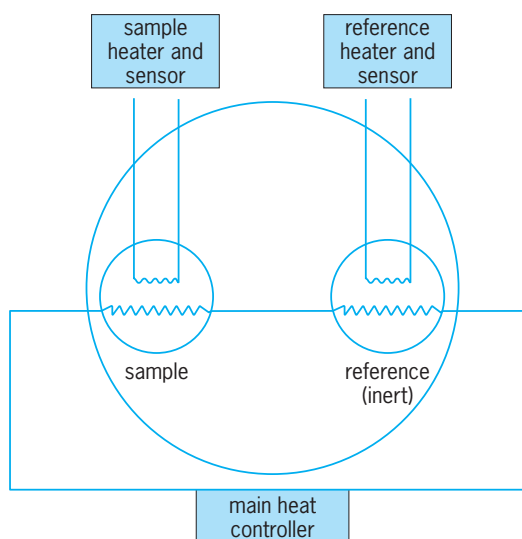 sample
heater and
sensor
reference
heater and
sensor
sample
reference
(inert)
main heat
controller